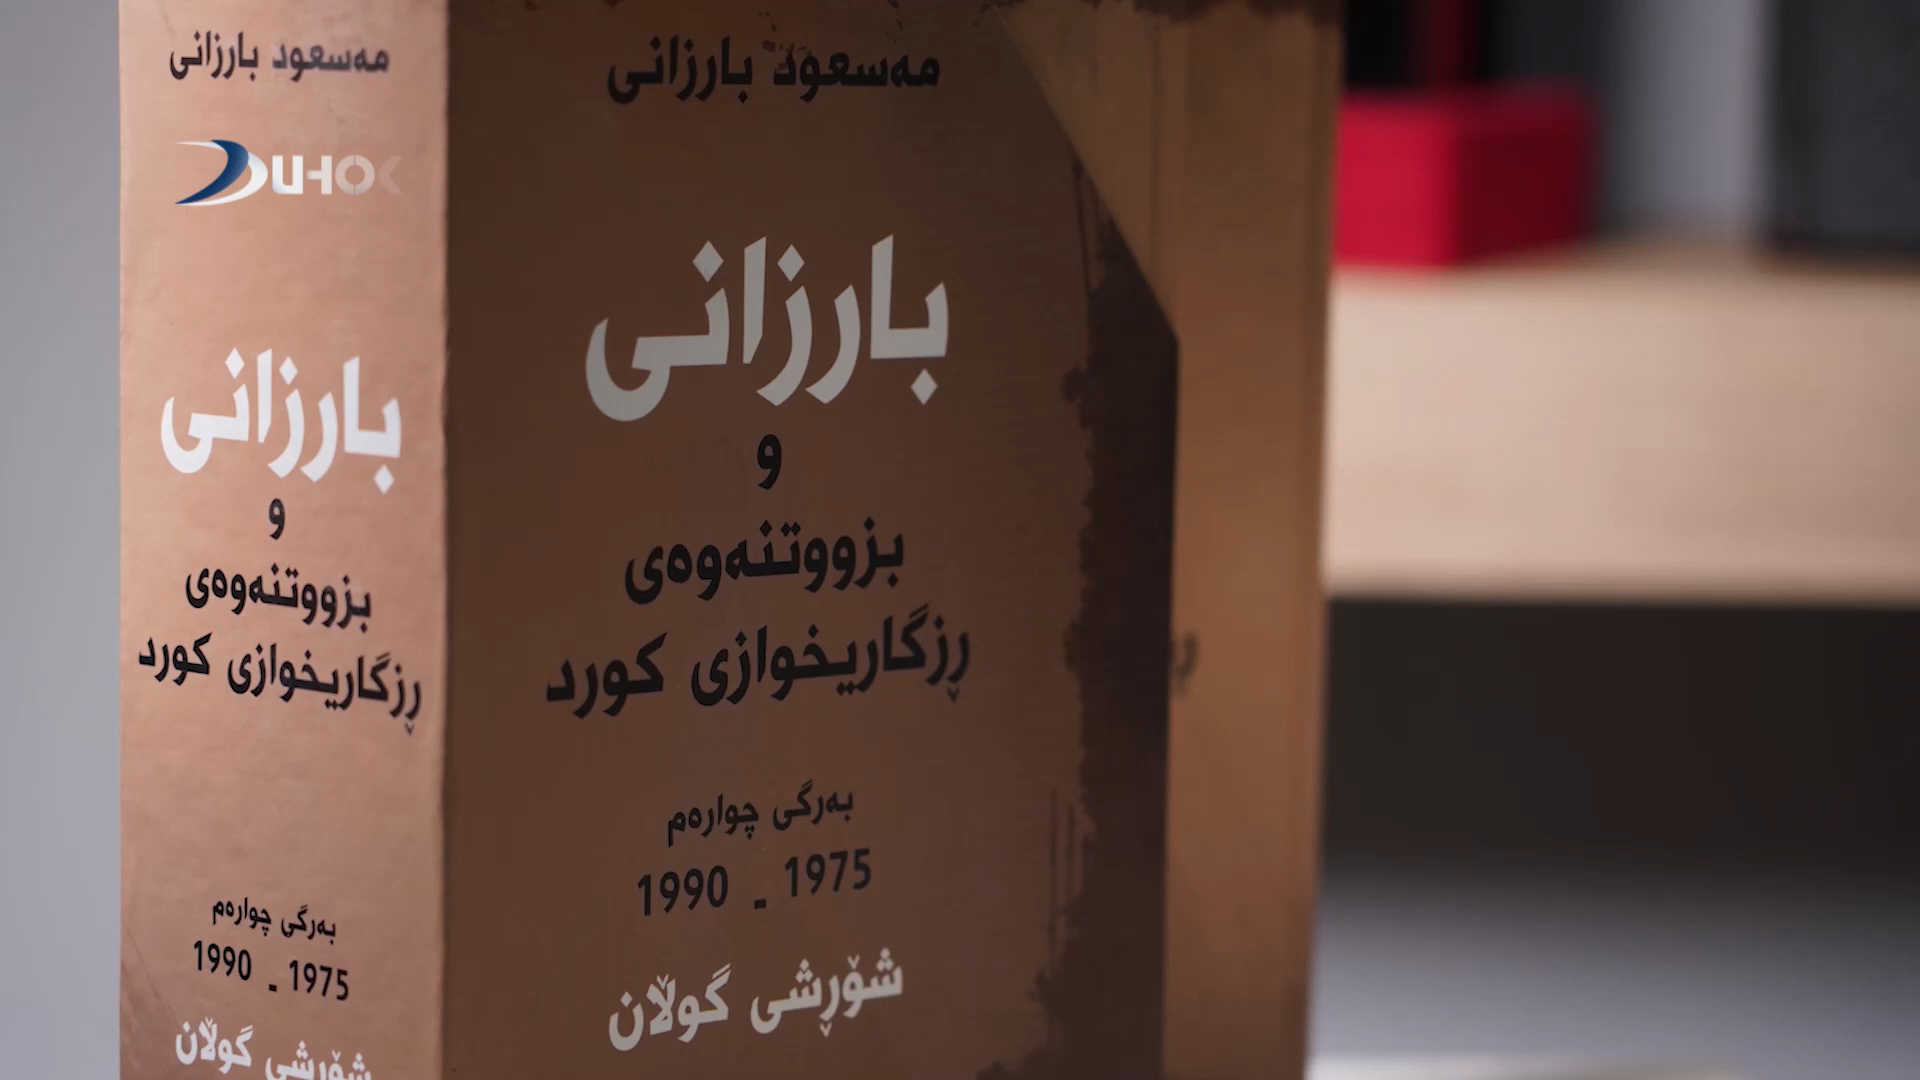 مەسعود بارزانی
DUHOK
بارزانی
و
بزووتنەوەی
ڕزگاریخوازی کورد
بەرگی چوارەم
1975 ـ 1990
شۆڕشی گوڵان
مەسعود بارزانی
بارزانی
و
بزووتنەوەی
ڕزگاریخوازی کورد
بەرگی چوارەم
1975 ـ 1990
شۆڕشی گوڵان